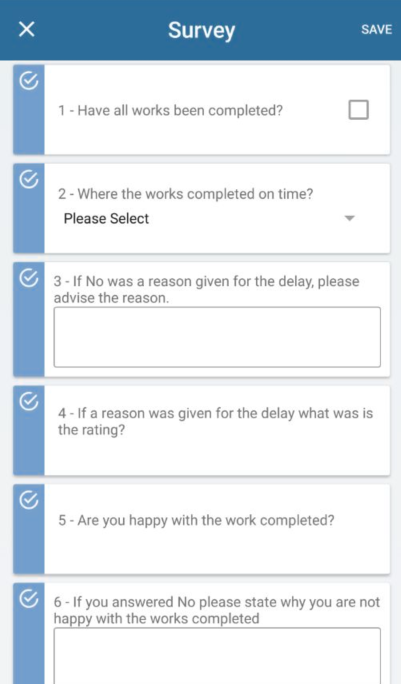 Survey
SAVE
1 - Have all works been completed?
2 - Where the works completed on time?
Please Select
3 - If No was a reason given for the delay, please
advise the reason.
4 - If a reason was given for the delay what was is
the rating?
5 - Are you happy with the work completed?
6 - If you answered No please state why you are not
happy with the works completed